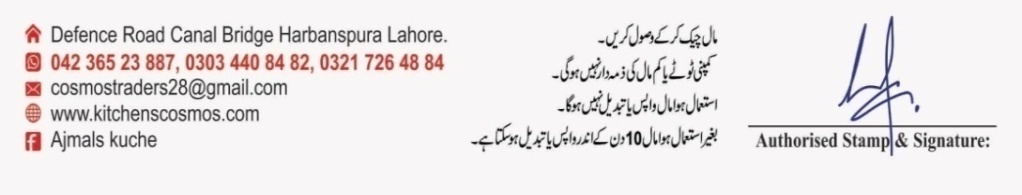 Defence Road Canal Bridge Harbanspura Lahore.
042 365 23 887, 0303 440 84 82, 0321 726 48 84
cosmostraders28@gmail.com
www.kitchenscosmos.com
Ajmals kuche
مال چیک کر کے وصول کریں۔
کمپنی ٹوٹے یا کم مال کی ذمہ دار نہیں ہوگی۔
استعمال ہوا مال واپس یا تبدیل نہیں ہوگا۔
بغیر استعمال ہوا مال 10 دن کے اندر واپس یا تبدیل ہوسکتا ہے۔
Authorised Stamp & Signature: